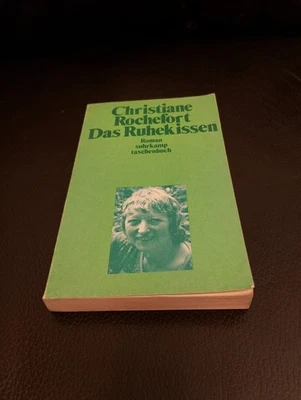 Christiane
Rochefort
Das Ruhekissen
Roman
suhrkamp
taschenbuch